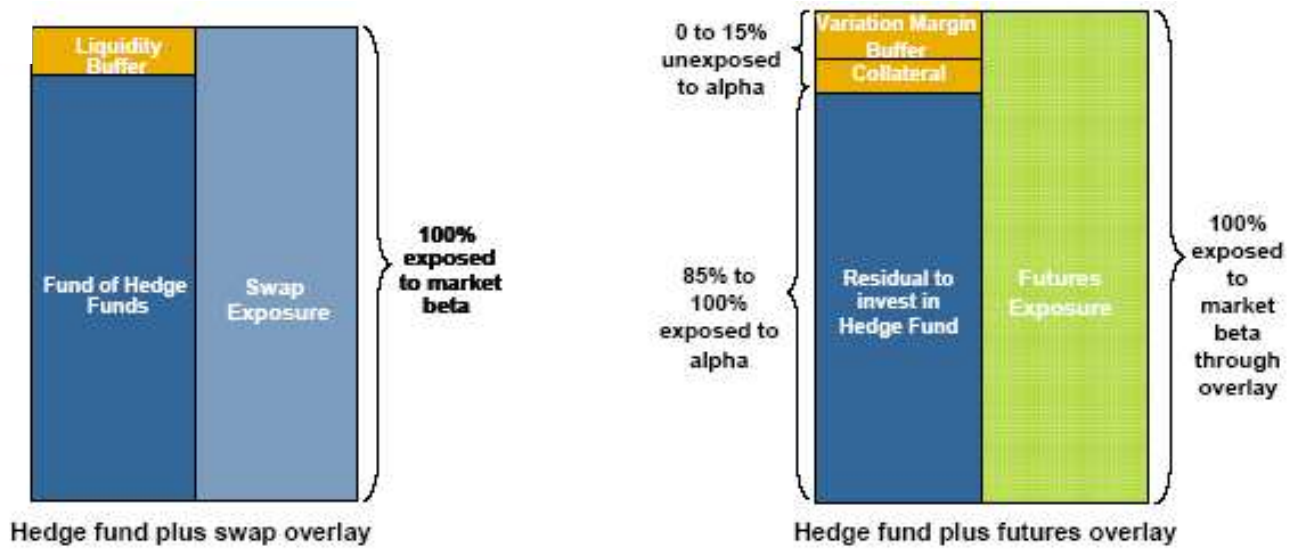 Liquidity
Buffer
Fund of Hedge
Funds
Swap
Exposure
100%
exposed
to market
beta
Hedge fund plus swap overlay
0 to 15%
unexposed
to alpha
85% to
100%
exposed to
alpha
Variation Margin
Buffer
Collateral
Residual to
invest in
Hedge Fund
Futures
Exposure
100%
exposed
to
market
beta
through
overlay
Hedge fund plus futures overlay